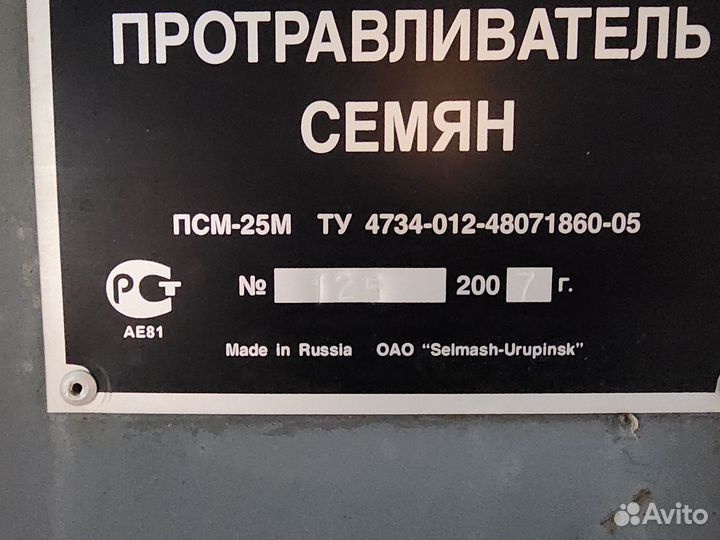 ПРОТРАВЛИВАТЕЛЬ
СЕМЯН
ПСМ-25М ТУ 4734-012-48071860-05
РСТ № 125 2007 г.
АЕ81
Made in Russia ОАО “Selmash-Urupinsk”
Avito